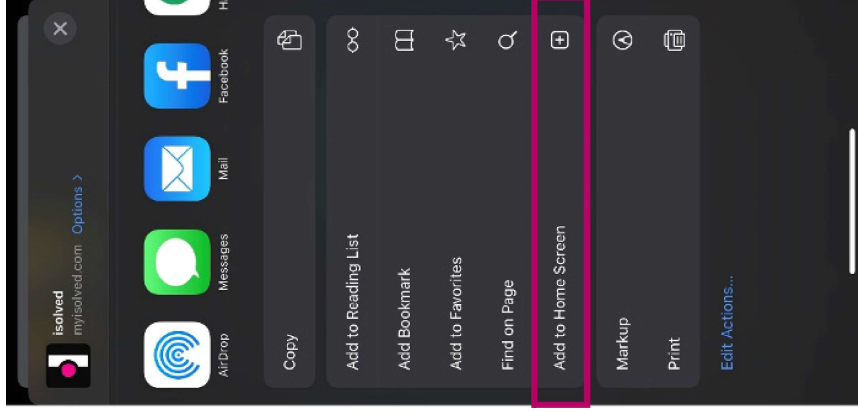 isolved
myisolved.com Options >
AirDrop
Messages
Mail
Facebook
Copy
Add to Reading List
Add Bookmark
Add to Favorites
Find on Page
Add to Home Screen
Markup
Print
Edit Actions...